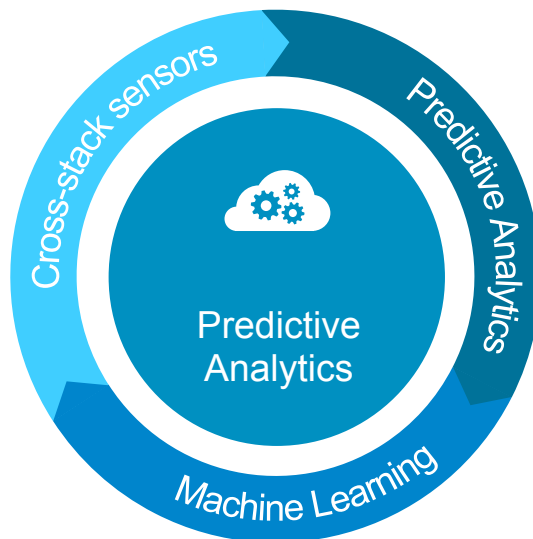 Cross-stack sensors
Predictive Analytics
Predictive
Analytics
Machine Learning